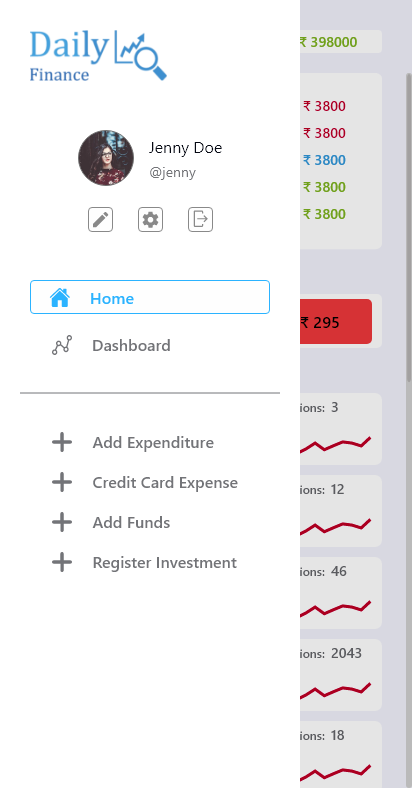 Daily
Finance
Jenny Doe
@jenny
Home
Dashboard
Add Expenditure
Credit Card Expense
Add Funds
Register Investment
₹ 398000
₹ 3800
₹ 3800
₹ 3800
₹ 3800
₹ 3800
₹ 295
ions: 3
ions: 12
ions: 46
ions: 2043
ions: 18